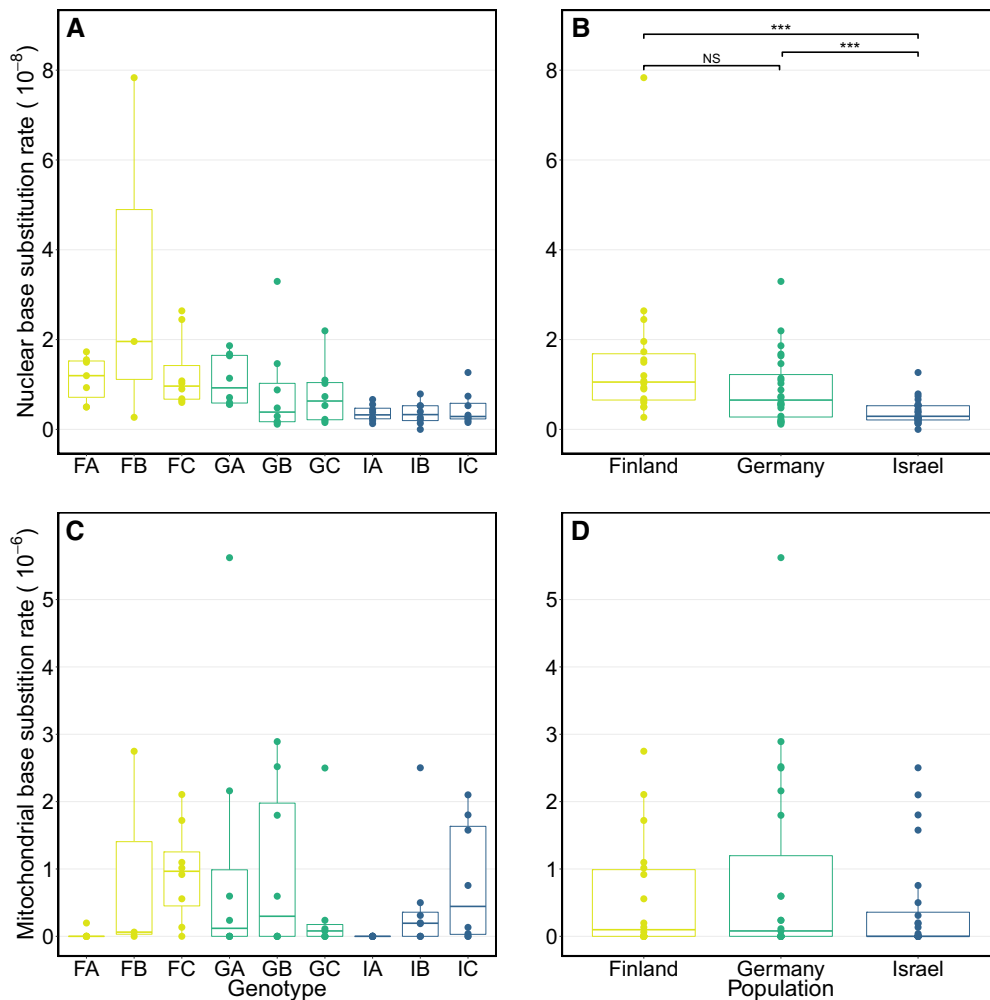 A
Nuclear base substitution rate ( 10⁻⁸)
8
6
4
2
0
FA FB FC GA GB GC IA IB IC
B
***
***
NS
8
6
4
2
0
Finland Germany Israel
C
Mitochondrial base substition rate ( 10⁻⁶)
5
4
3
2
1
0
FA FB FC GA GB GC IA IB IC
Genotype
D
5
4
3
2
1
0
Finland Germany Israel
Population